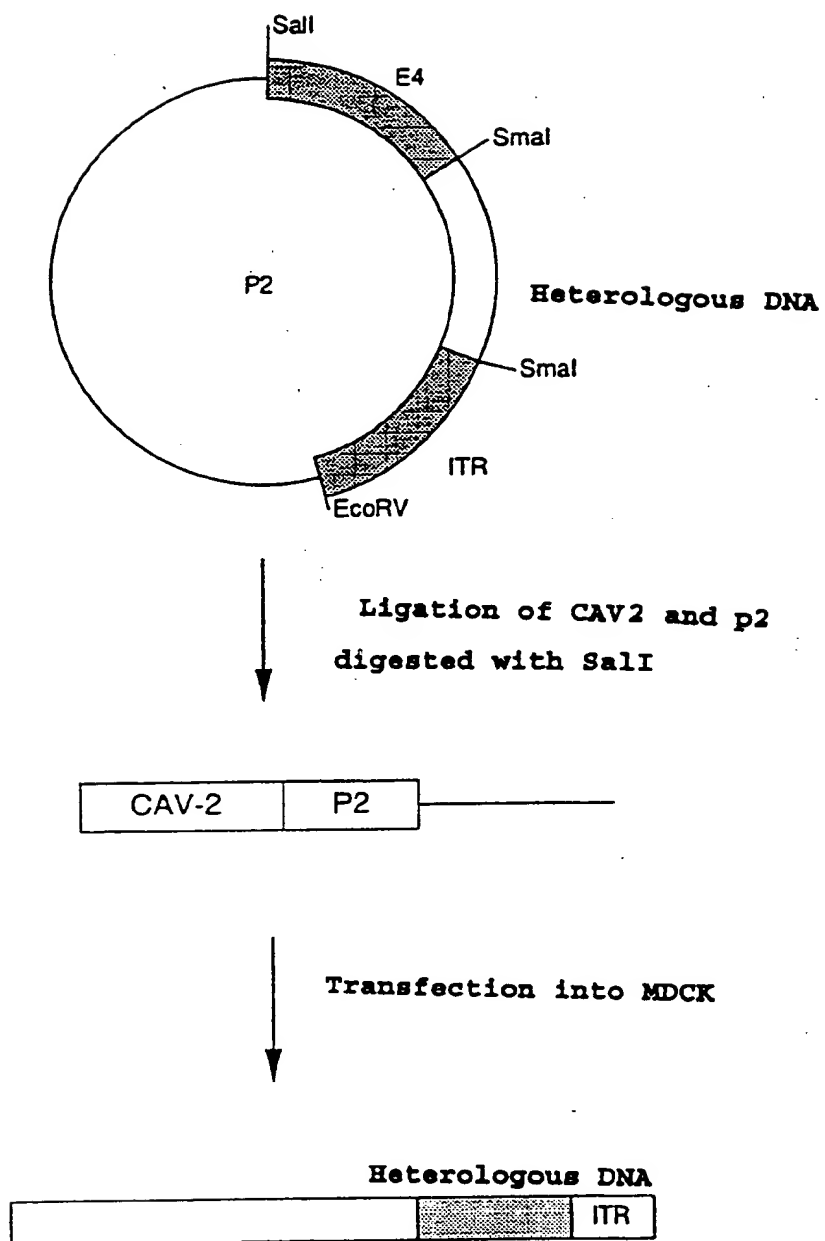 SalI
E4
SmaI
P2
Heterologous DNA
SmaI
ITR
EcoRV
Ligation of CAV2 and p2
digested with SalI
CAV-2 P2
Transfection into MDCK
Heterologous DNA
ITR